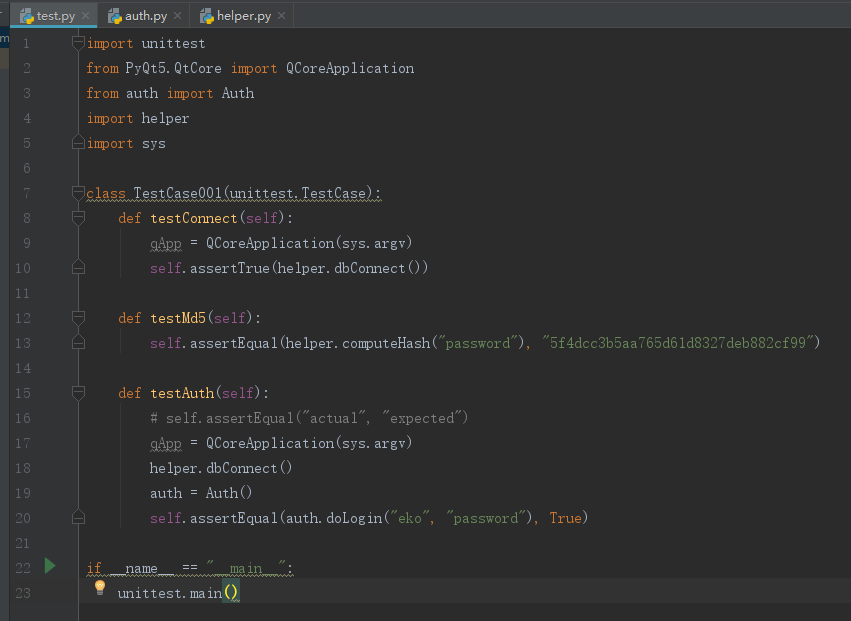 test.py auth.py helper.py
m
1 import unittest
2 from PyQt5.QtCore import QCoreApplication
3 from auth import Auth
4 import helper
5 import sys
6
7 class TestCase001(unittest.TestCase):
8     def testConnect(self):
9         qApp = QCoreApplication(sys.argv)
10         self.assertTrue(helper.dbConnect())
11
12     def testMd5(self):
13         self.assertEqual(helper.computeHash("password"), "5f4dcc3b5aa765d61d8327deb882cf99")
14
15     def testAuth(self):
16         # self.assertEqual("actual", "expected")
17         qApp = QCoreApplication(sys.argv)
18         helper.dbConnect()
19         auth = Auth()
20         self.assertEqual(auth.doLogin("eko", "password"), True)
21
22 if __name__ == "__main__":
23     unittest.main()